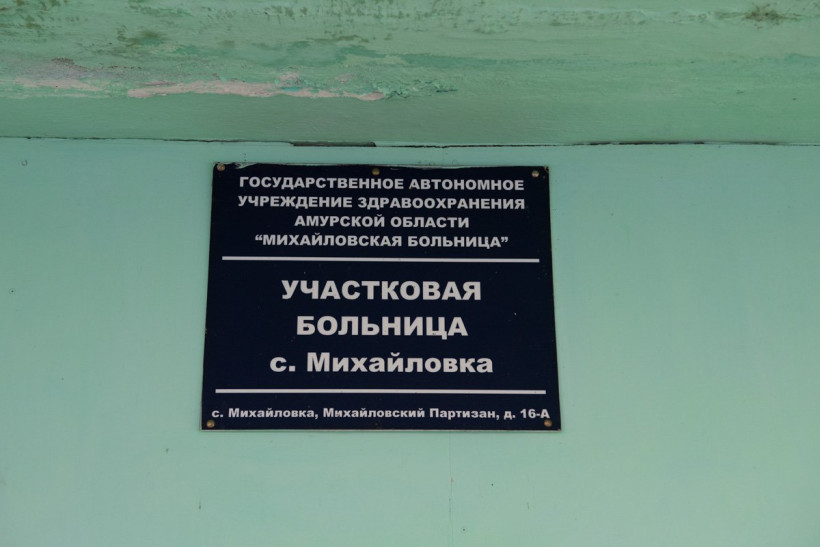 ГОСУДАРСТВЕННОЕ АВТОНОМНОЕ
УЧРЕЖДЕНИЕ ЗДРАВООХРАНЕНИЯ
АМУРСКОЙ ОБЛАСТИ
“МИХАЙЛОВСКАЯ БОЛЬНИЦА”
УЧАСТКОВАЯ
БОЛЬНИЦА
с. Михайловка
с. Михайловка, Михайловский Партизан, д. 16-А